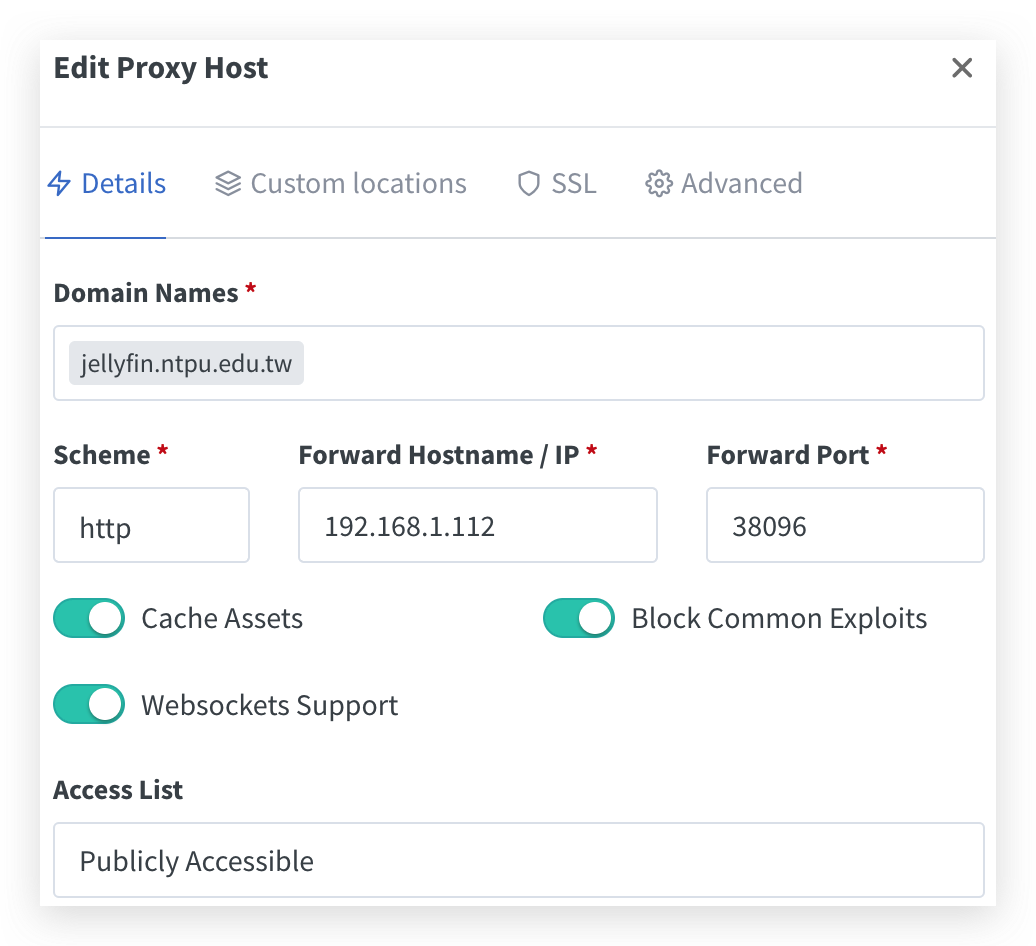 Edit Proxy Host
Details Custom locations SSL Advanced
Domain Names *
jellyfin.ntpu.edu.tw
Scheme * Forward Hostname / IP * Forward Port *
http 192.168.1.112 38096
Cache Assets Block Common Exploits
Websockets Support
Access List
Publicly Accessible